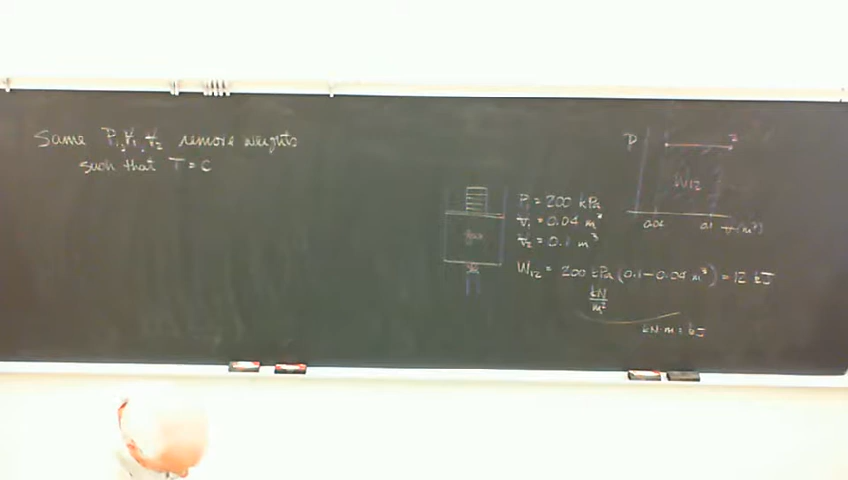 Same P₁, V₁, V₂ remove weights
such that T = C
gas
P₁ = 200 kPa
V₁ = 0.04 m³
V₂ = 0.1 m³
W₁₂ = 200 kPa (0.1 - 0.04 m³) = 12 kJ
kN
m²
kN·m = kJ
P
2
W₁₂
0.04 0.1 V(m³)